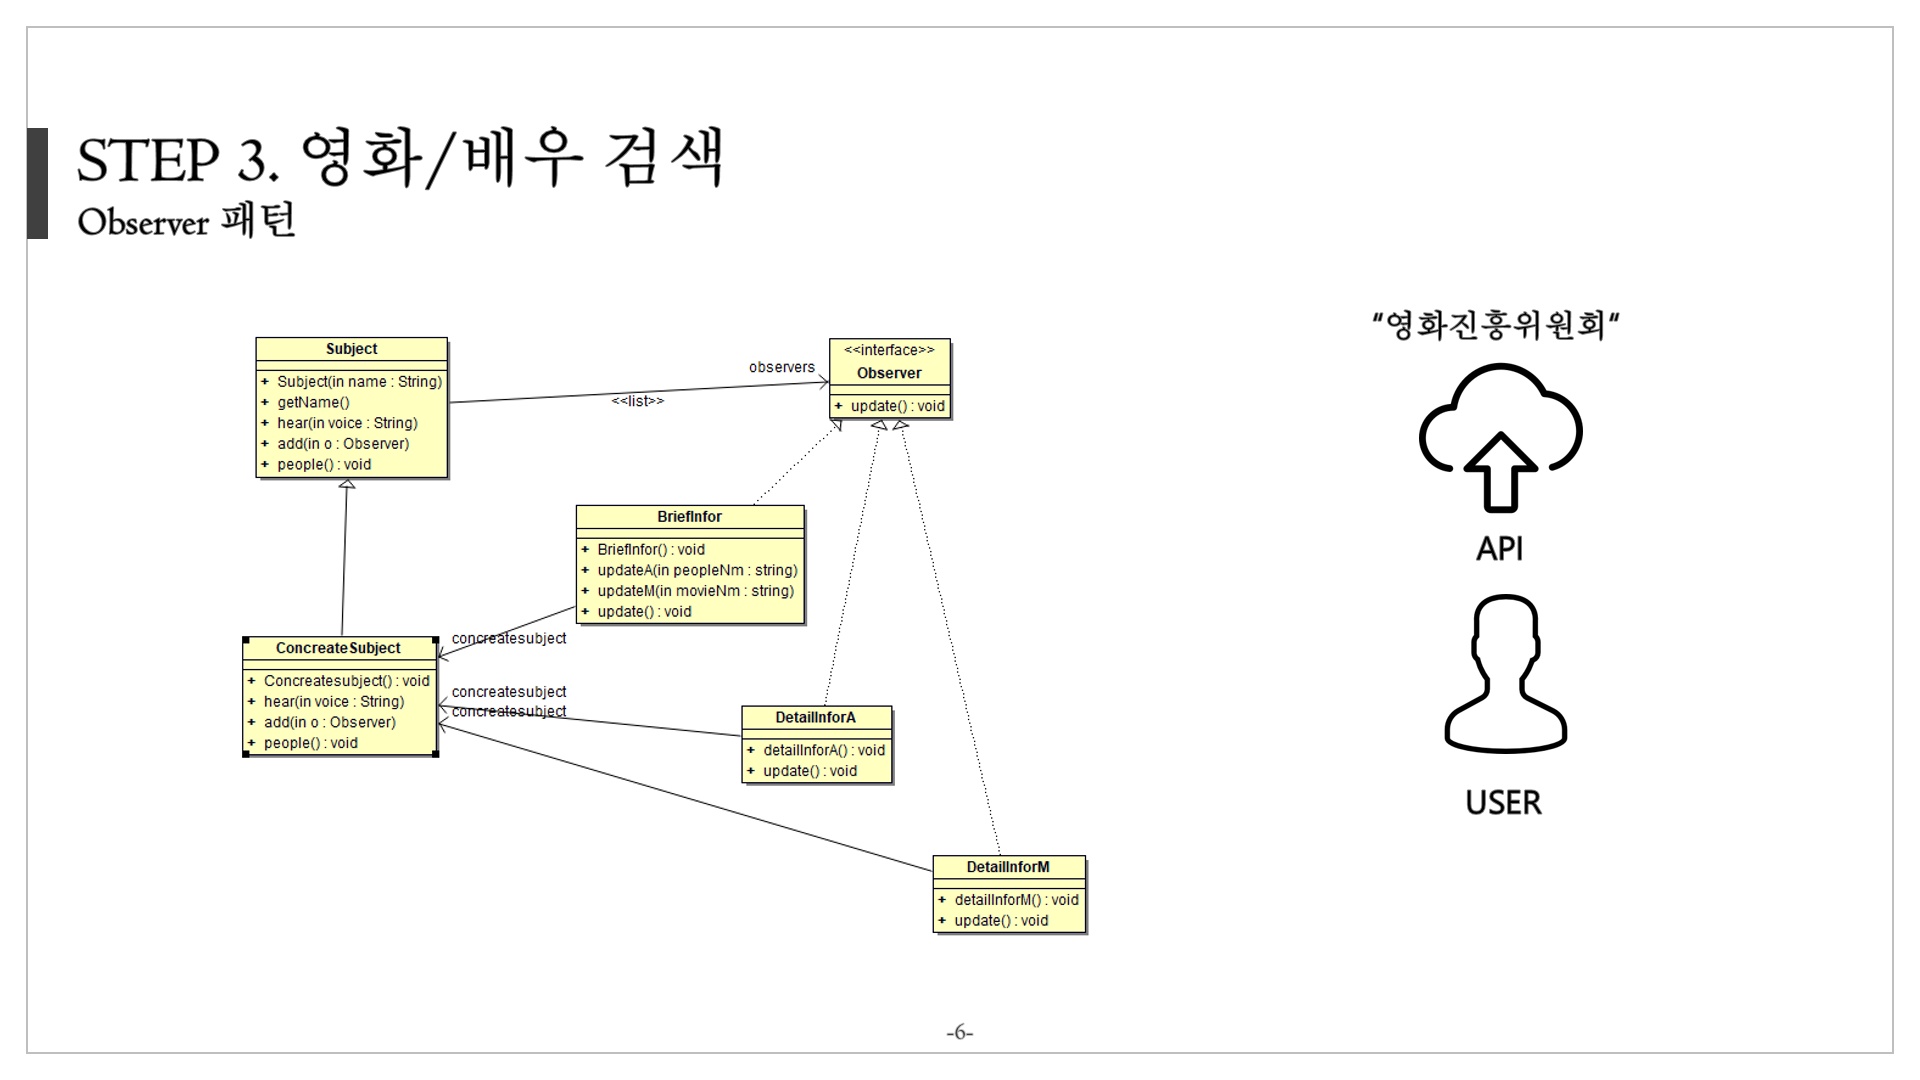 STEP 3. 영화/배우 검색
Observer 패턴
Subject
+ Subject(in name : String)
+ getName()
+ hear(in voice : String)
+ add(in o : Observer)
+ people() : void
observers
<<list>>
<<interface>>
Observer
+ update() : void
BriefInfor
+ BriefInfor() : void
+ updateA(in peopleNm : string)
+ updateM(in movieNm : string)
+ update() : void
concreatesubject
ConcreateSubject
+ Concreatesubject() : void
+ hear(in voice : String)
+ add(in o : Observer)
+ people() : void
concreatesubject
concreatesubject
DetailInforA
+ detailInforA() : void
+ update() : void
DetailInforM
+ detailInforM() : void
+ update() : void
"영화진흥위원회"
API
USER
-6-